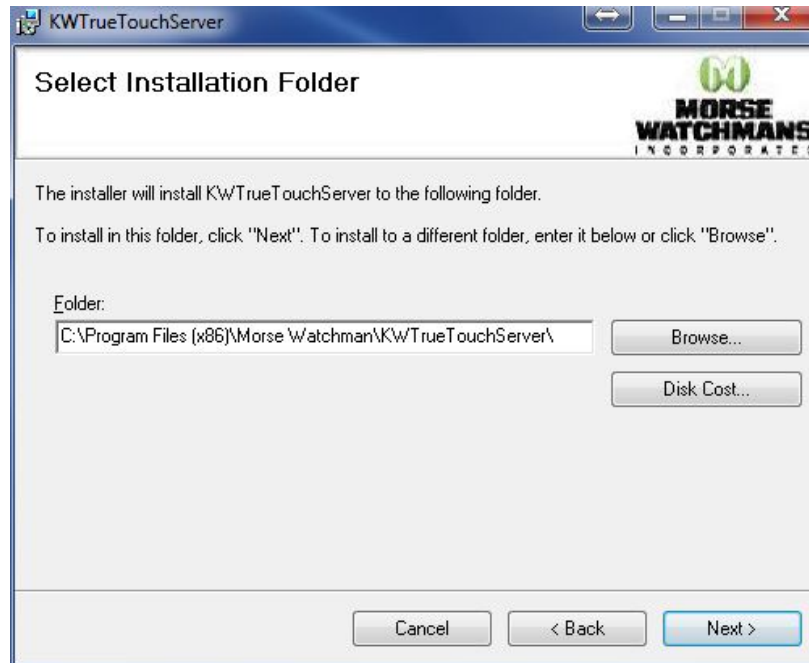 KWTrueTouchServer
Select Installation Folder
MORSE
WATCHMANS
INCORPORATED
The installer will install KWTrueTouchServer to the following folder.
To install in this folder, click "Next". To install to a different folder, enter it below or click "Browse".
Folder:
C:\Program Files (x86)\Morse Watchman\KWTrueTouchServer\
Browse...
Disk Cost...
Cancel
< Back
Next >